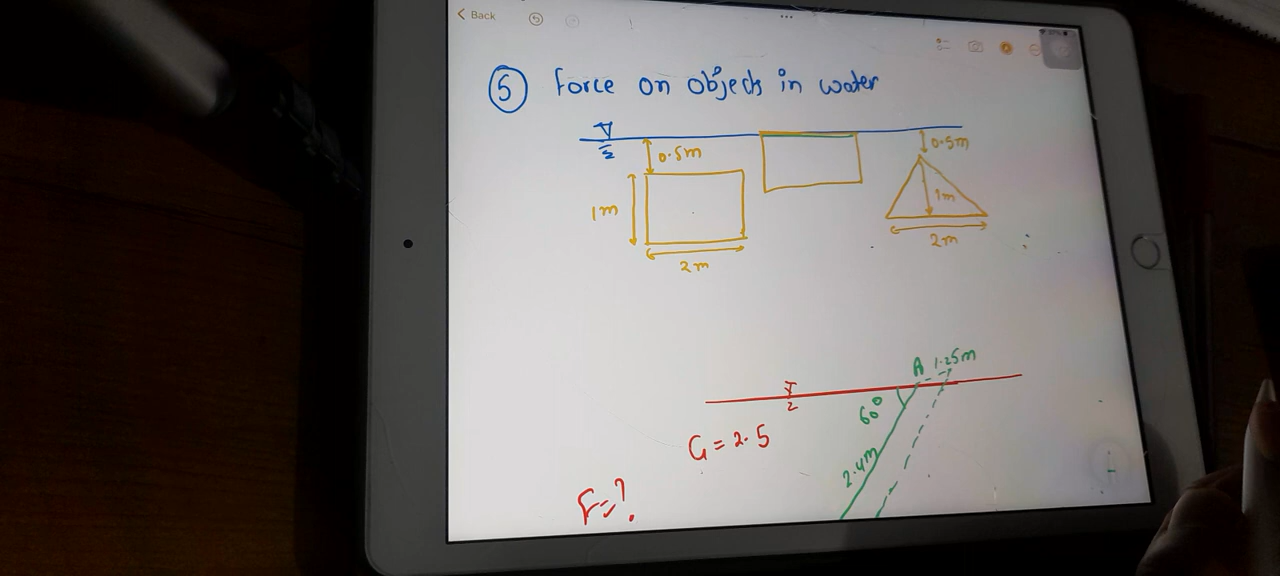 Back
5 Force on objects in water
0.5m
0.5m
1m
1m
2m
2m
A 1.25m
60°
G = 2.5
2.4m
F=?